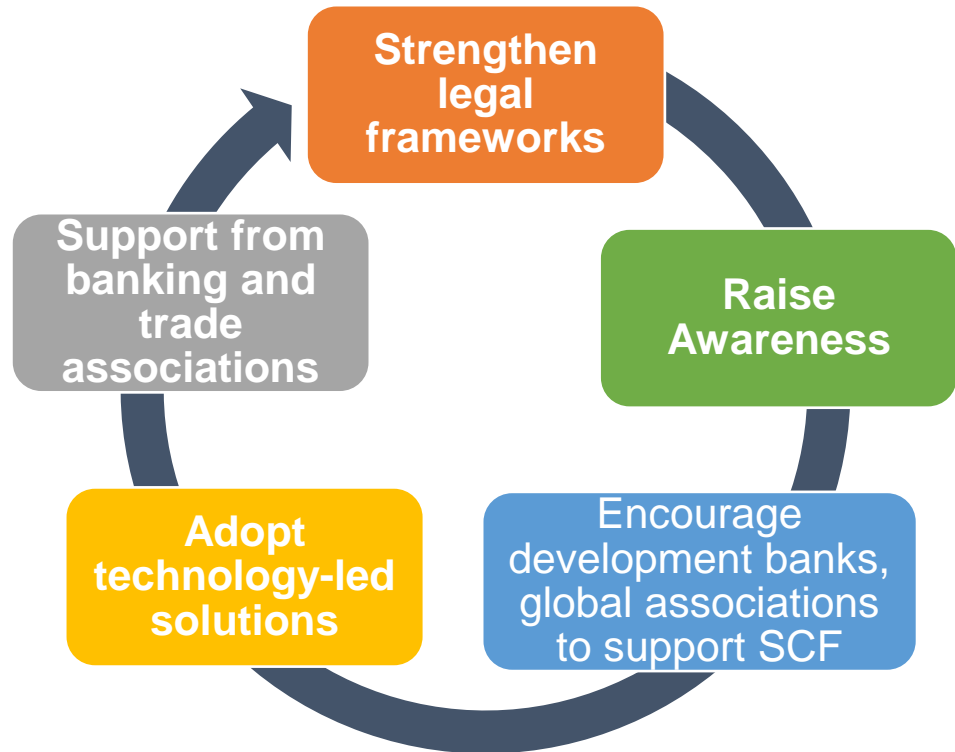 Strengthen
legal
frameworks
Raise
Awareness
Encourage
development banks,
global associations
to support SCF
Adopt
technology-led
solutions
Support from
banking and
trade
associations